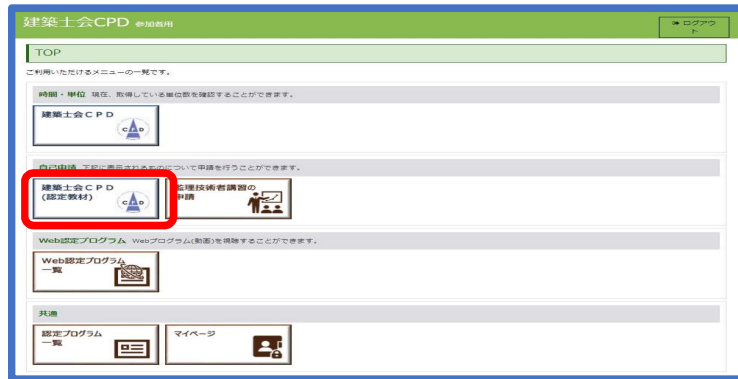 建築士会CPD 参加者用
ログアウト
TOP
ご利用いただけるメニューの一覧です。
時間・単位 現在、取得している単位数を確認することができます。
建築士会CPD
CPD
自己申請 下記に表示されるものについて申請を行うことができます。
建築士会CPD
(認定教材)
CPD
監理技術者講習の
申請
Web認定プログラム Webプログラム(動画)を視聴することができます。
Web認定プログラム
一覧
共通
認定プログラム
一覧
マイページ